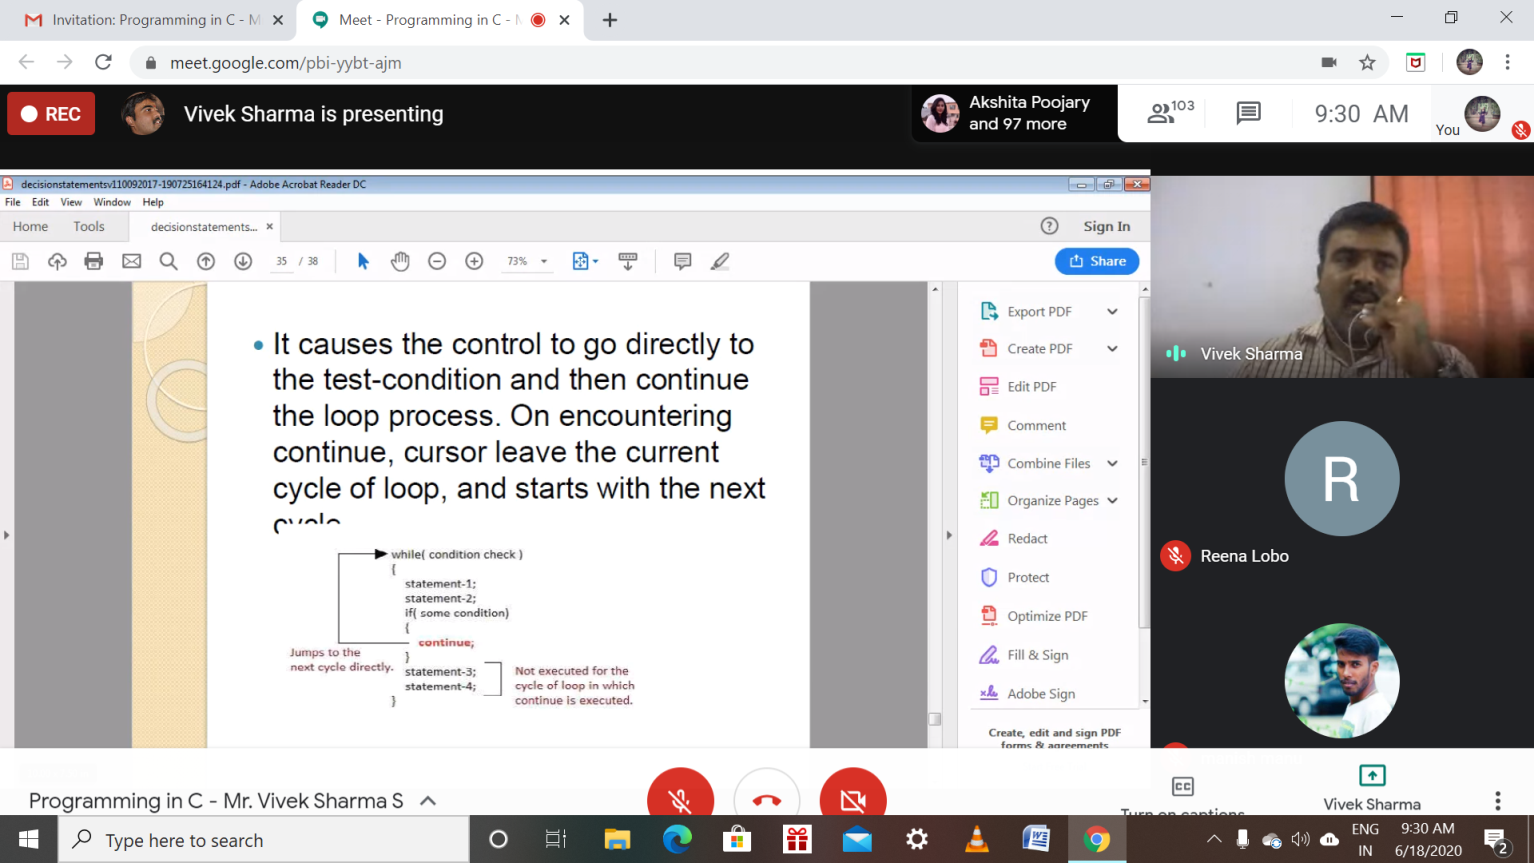 Invitation: Programming in C - M
Meet - Programming in C -
meet.google.com/pbi-yybt-ajm
REC
Vivek Sharma is presenting
Akshita Poojary
and 97 more
103
9:30 AM
You
decisionstatementsv110092017-190725164124.pdf - Adobe Acrobat Reader DC
File Edit View Window Help
Home Tools decisionstatements...
Sign In
35 / 38
73%
Share
It causes the control to go directly to
the test-condition and then continue
the loop process. On encountering
continue, cursor leave the current
cycle of loop, and starts with the next
cycle
while( condition check )
{
statement-1;
statement-2;
if( some condition)
{
continue;
}
Jumps to the
next cycle directly.
statement-3;
statement-4;
}
Not executed for the
cycle of loop in which
continue is executed.
Export PDF
Create PDF
Edit PDF
Comment
Combine Files
Organize Pages
Redact
Protect
Optimize PDF
Fill & Sign
Adobe Sign
Create, edit and sign PDF
forms & agreements
Vivek Sharma
R
Reena Lobo
Programming in C - Mr. Vivek Sharma S
CC
Turn on captions
Vivek Sharma
Type here to search
ENG
IN
9:30 AM
6/18/2020
2